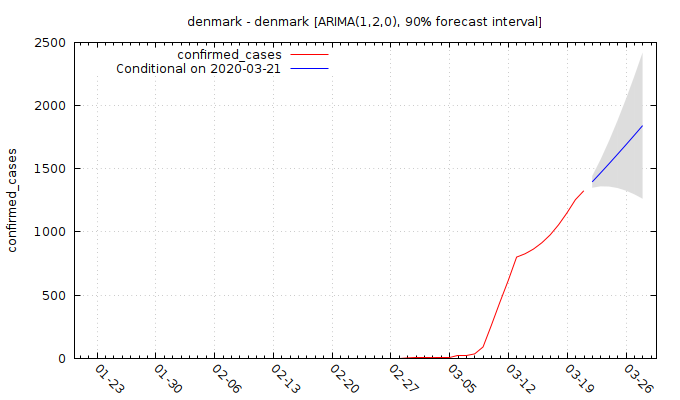 denmark - denmark [ARIMA(1,2,0), 90% forecast interval]
confirmed_cases
Conditional on 2020-03-21
2500
2000
1500
1000
500
0
confirmed_cases
01-23 01-30 02-06 02-13 02-20 02-27 03-05 03-12 03-19 03-26